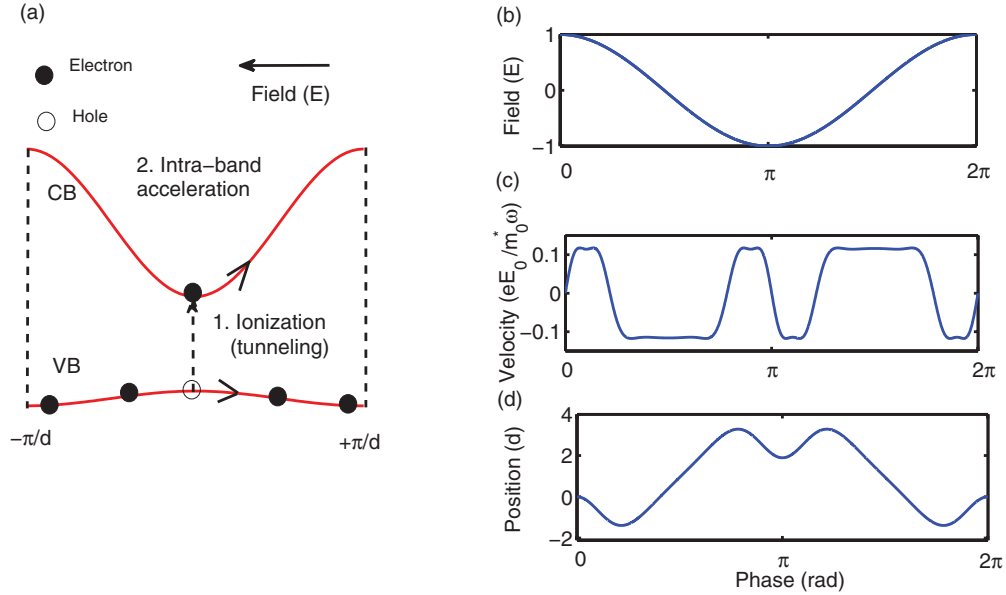 (a)
Electron
Hole
Field (E)
2. Intra−band
acceleration
CB
1. Ionization
(tunneling)
VB
−π/d
+π/d
(b)
Field (E)
1
0
−1
0
π
2π
(c)
Velocity (eE₀/m₀*ω)
0.1
0
−0.1
0
π
2π
(d)
Position (d)
4
2
0
−2
0
π
2π
Phase (rad)